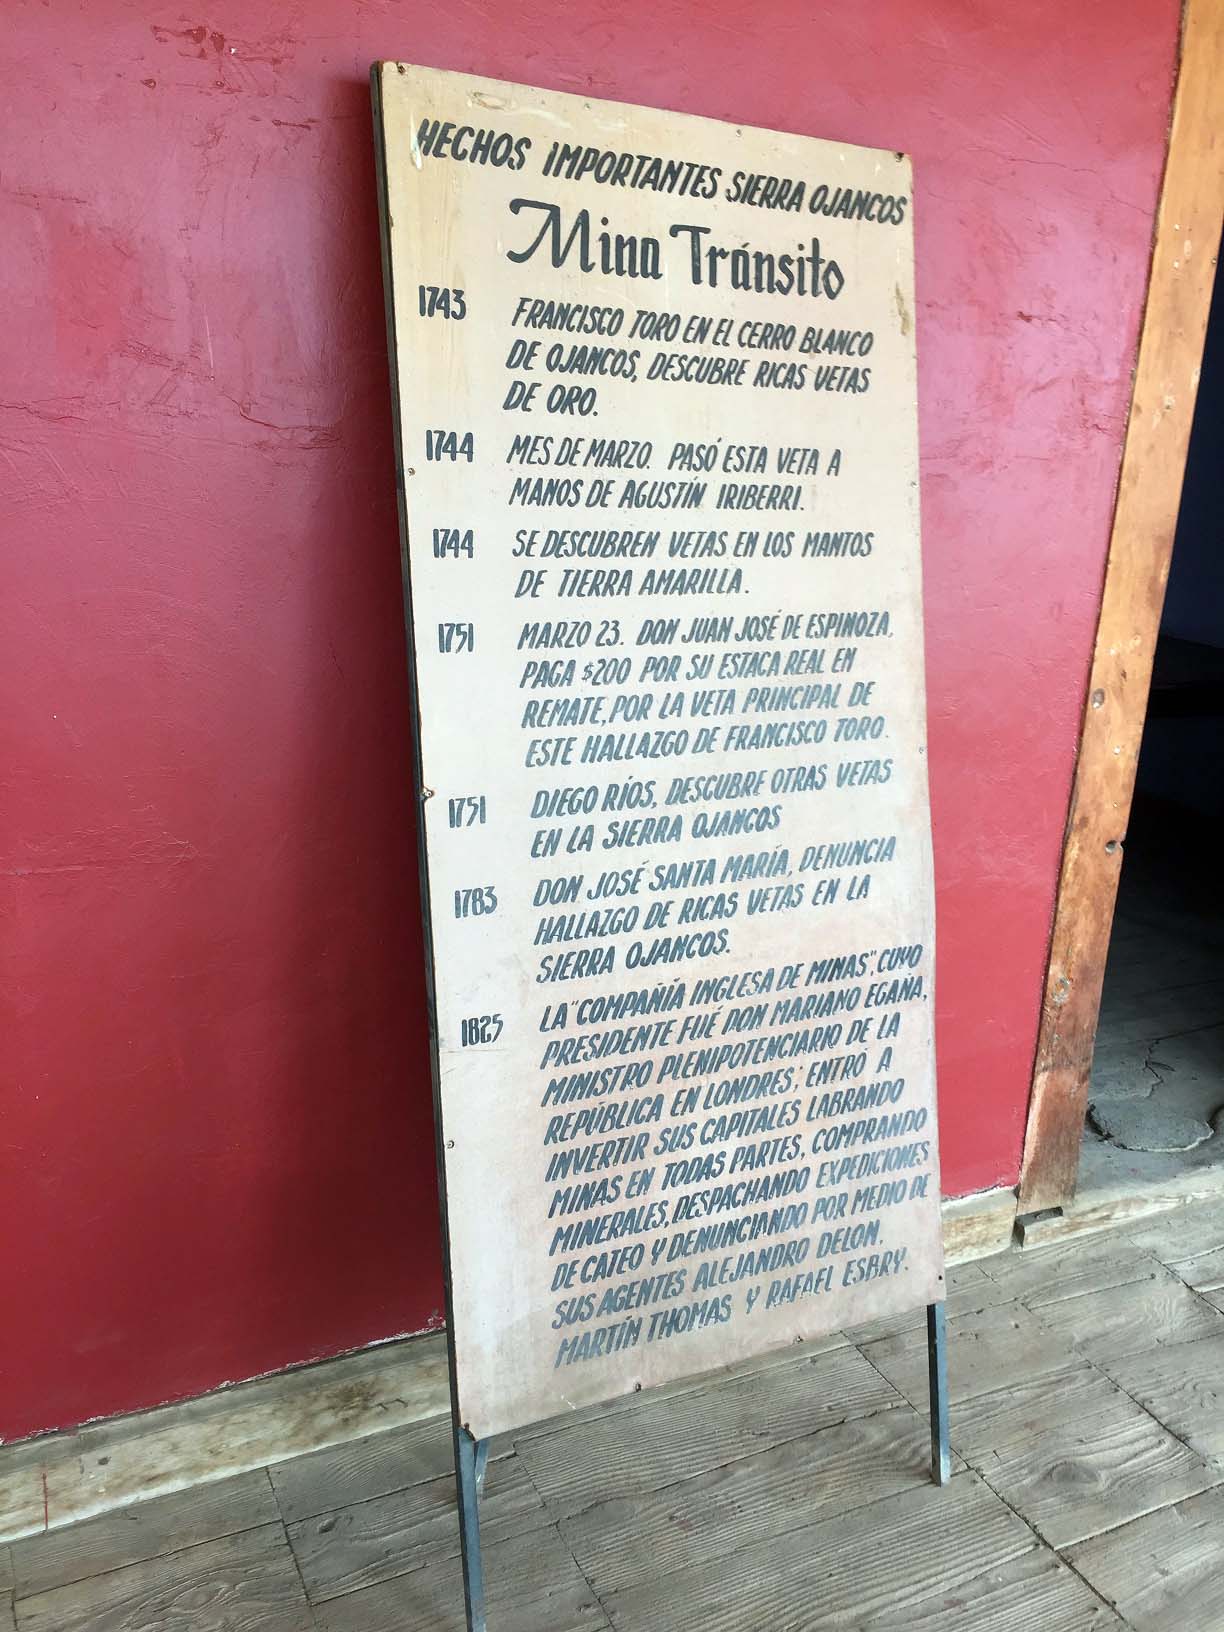 HECHOS IMPORTANTES SIERRA OJANCOS
Mina Tránsito
1743 FRANCISCO TORO EN EL CERRO BLANCO
DE OJANCOS, DESCUBRE RICAS VETAS
DE ORO.
1744 MES DE MARZO. PASÓ ESTA VETA A
MANOS DE AGUSTÍN IRIBERRI.
1744 SE DESCUBREN VETAS EN LOS MANTOS
DE TIERRA AMARILLA.
1751 MARZO 23. DON JUAN JOSÉ DE ESPINOZA,
PAGA $200 POR SU ESTACA REAL EN
REMATE, POR LA VETA PRINCIPAL DE
ESTE HALLAZGO DE FRANCISCO TORO.
1751 DIEGO RÍOS, DESCUBRE OTRAS VETAS
EN LA SIERRA OJANCOS
1783 DON JOSÉ SANTA MARÍA, DENUNCIA
HALLAZGO DE RICAS VETAS EN LA
SIERRA OJANCOS.
1825 LA "COMPAÑÍA INGLESA DE MINAS", CUYO
PRESIDENTE FUÉ DON MARIANO EGAÑA,
MINISTRO PLENIPOTENCIARIO DE LA
REPÚBLICA EN LONDRES; ENTRÓ A
INVERTIR SUS CAPITALES LABRANDO
MINAS EN TODAS PARTES, COMPRANDO
MINERALES, DESPACHANDO EXPEDICIONES
DE CATEO Y DENUNCIANDO POR MEDIO DE
SUS AGENTES ALEJANDRO DELON,
MARTÍN THOMAS Y RAFAEL ESBRY.